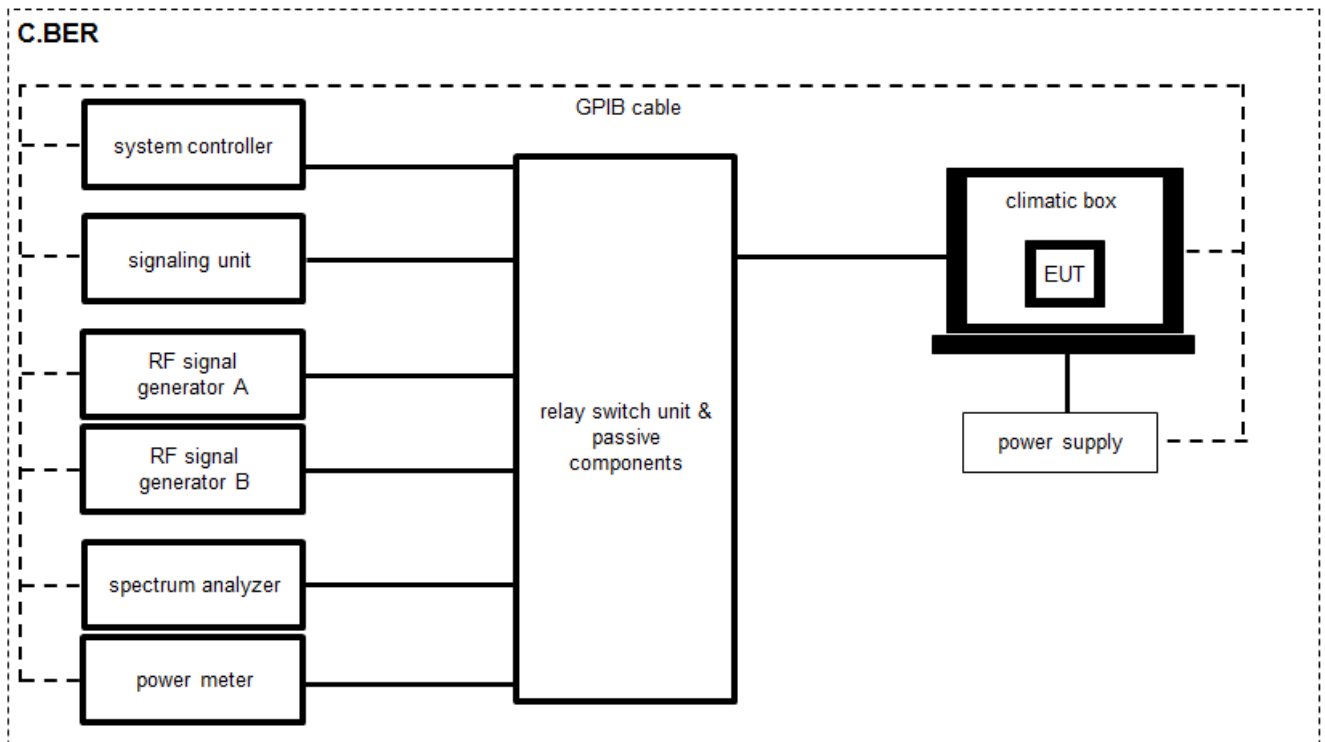 C.BER
GPIB cable
system controller
signaling unit
RF signal
generator A
RF signal
generator B
spectrum analyzer
power meter
relay switch unit &
passive
components
climatic box
EUT
power supply